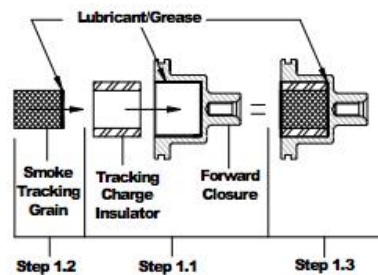 Lubricant/Grease
Smoke
Tracking
Grain
Tracking
Charge
Insulator
Forward
Closure
Step 1.2
Step 1.1
Step 1.3